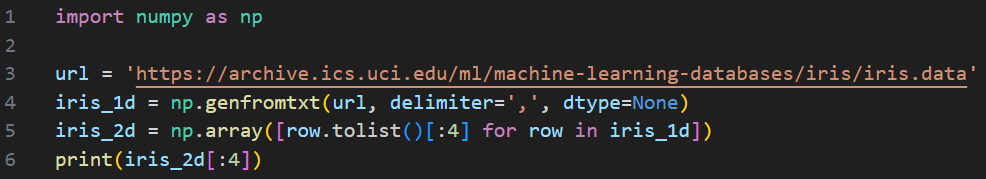 1 import numpy as np
2
3 url = 'https://archive.ics.uci.edu/ml/machine-learning-databases/iris/iris.data'
4 iris_1d = np.genfromtxt(url, delimiter=',', dtype=None)
5 iris_2d = np.array([row.tolist()[:4] for row in iris_1d])
6 print(iris_2d[:4])